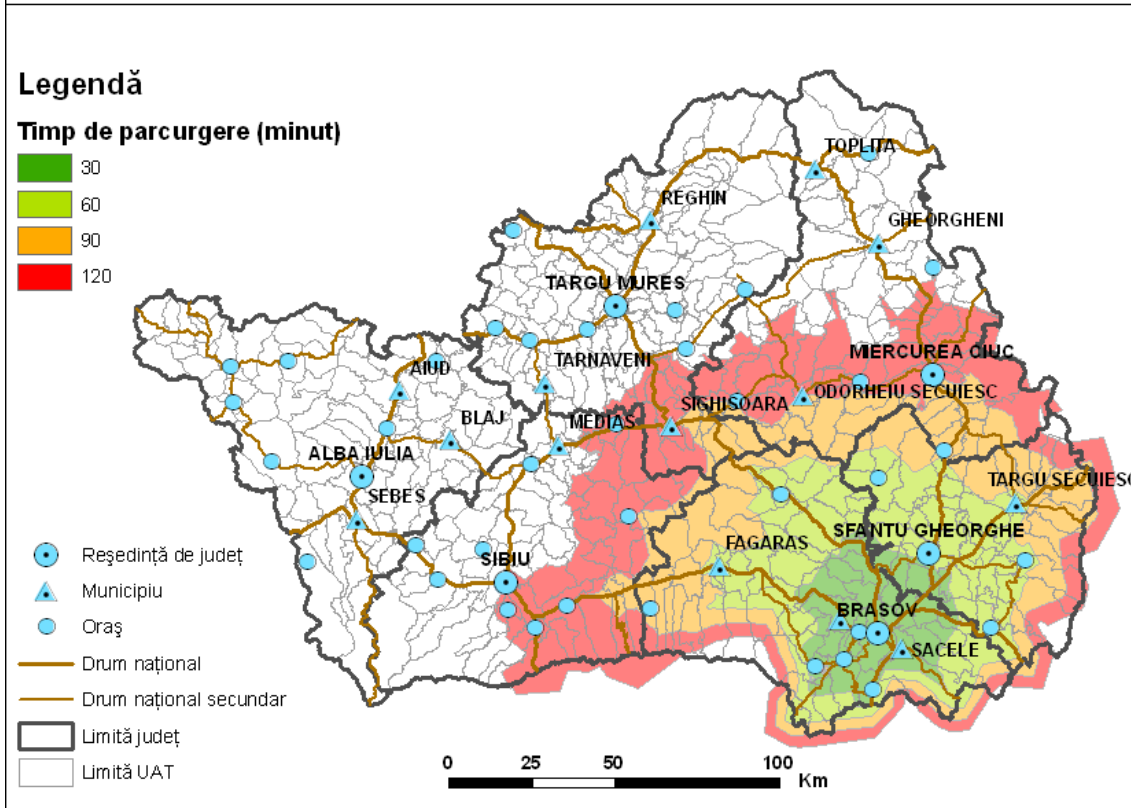 Legendă
Timp de parcurgere (minut)
30
60
90
120
TOPLITA
REGHIN
GHEORGHENI
TARGU MURES
MIERCUREA CIUC
TARNAVENI
AIUD
ODORHEIU SECUIESC
SIGHISOARA
BLAJ
MEDIAS
ALBA IULIA
TARGU SECUIESC
SEBES
SFANTU GHEORGHE
FAGARAS
SIBIU
BRASOV
SACELE
Reşedinţă de judeţ
Municipiu
Oraş
Drum naţional
Drum naţional secundar
Limită judeţ
Limită UAT
0 25 50 100
Km